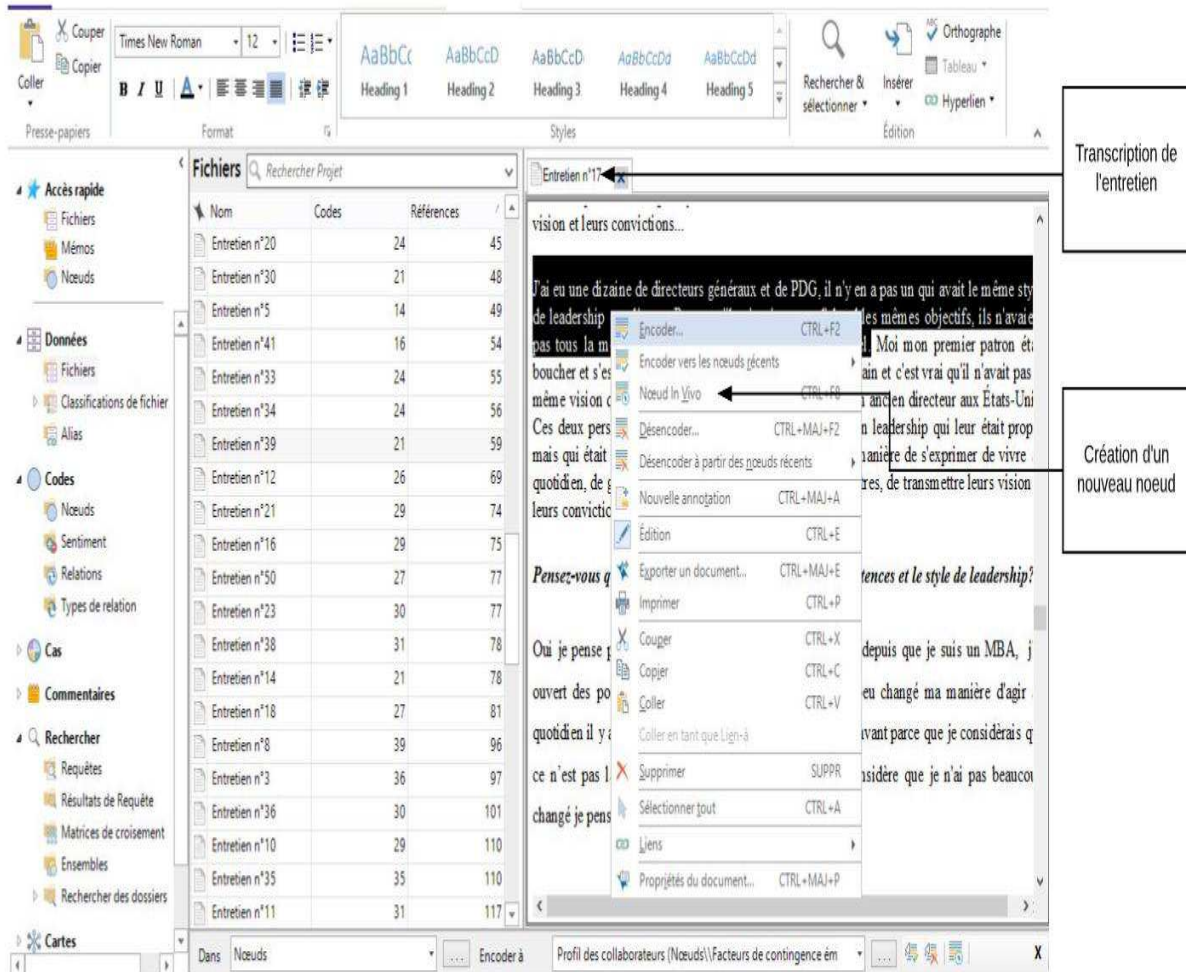 Couper
Copier
Coller
Presse-papiers
Times New Roman
12
B I U A
Format
AaBbCc AaBbCcD AaBbCcD AaBbCcDd AaBbCcDd
Heading 1 Heading 2 Heading 3 Heading 4 Heading 5
Styles
Rechercher &
sélectionner
Insérer
ABC
Orthographe
Tableau
Hyperlien
Édition
Accès rapide
Fichiers
Mémos
Nœuds
Données
Fichiers
Classifications de fichier
Alias
Codes
Nœuds
Sentiment
Relations
Types de relation
Cas
Commentaires
Rechercher
Requêtes
Résultats de Requête
Matrices de croisement
Ensembles
Rechercher des dossiers
Cartes
Fichiers Rechercher Projet
Nom Codes Références
Entretien n°20 24 45
Entretien n°30 21 48
Entretien n°5 14 49
Entretien n°41 16 54
Entretien n°33 24 55
Entretien n°34 24 56
Entretien n°39 21 59
Entretien n°12 26 69
Entretien n°21 29 74
Entretien n°16 29 75
Entretien n°50 27 77
Entretien n°23 30 77
Entretien n°38 31 78
Entretien n°14 21 78
Entretien n°18 27 81
Entretien n°8 39 96
Entretien n°3 36 97
Entretien n°36 30 101
Entretien n°10 29 110
Entretien n°35 35 110
Entretien n°11 31 117
Entretien n°17 x
vision et leurs convictions...
J'ai eu une dizaine de directeurs généraux et de PDG, il n'y en a pas un qui avait le même sty
de leadership les mêmes objectifs, ils n'avaie
pas tous la m Moi mon premier patron éta
boucher et s'es ain et c'est vrai qu'il n'avait pas
même vision ancien directeur aux États-Uni
Ces deux pers n leadership qui leur était prop
mais qui était manière de s'exprimer de vivre
quotidien, de tres, de transmettre leurs vision
leurs convictio
Pensez-vous q tences et le style de leadership?
Oui je pense p depuis que je suis un MBA, j
ouvert des po eu changé ma manière d'agir
quotidien il y a avant parce que je considèrais q
ce n'est pas l nsidère que je n'ai pas beaucou
changé je pens
Encoder... CTRL+F2
Encoder vers les nœuds récents
Nœud In Vivo CTRL+F8
Désencoder... CTRL+MAJ+F2
Désencoder à partir des nœuds récents
Nouvelle annotation CTRL+MAJ+A
Édition CTRL+E
Exporter un document... CTRL+MAJ+E
Imprimer CTRL+P
Couper CTRL+X
Copier CTRL+C
Coller CTRL+V
Coller en tant que Lign-à
Supprimer SUPPR
Sélectionner tout CTRL+A
Liens
Propriétés du document... CTRL+MAJ+P
Dans Nœuds ... Encoder à Profil des collaborateurs (Nœuds\\Facteurs de contingence ém ... X
Transcription de
l'entretien
Création d'un
nouveau noeud